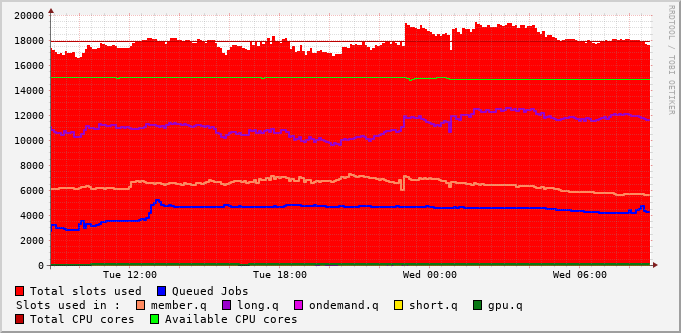 20000
18000
16000
14000
12000
10000
8000
6000
4000
2000
0
Tue 12:00 Tue 18:00 Wed 00:00 Wed 06:00
Total slots used Queued Jobs
Slots used in : member.q long.q ondemand.q short.q gpu.q
Total CPU cores Available CPU cores
RRDTOOL / TOBI OETIKER